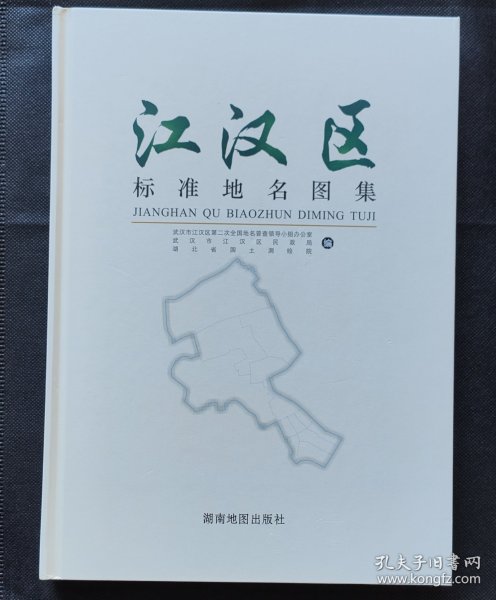 江汉区
标准地名图集
JIANGHAN QU BIAOZHUN DIMING TUJI
武汉市江汉区第二次全国地名普查领导小组办公室
武汉市江汉区民政局 编
湖北省国土测绘院
湖南地图出版社
孔夫子旧书网
www.kongfz.com